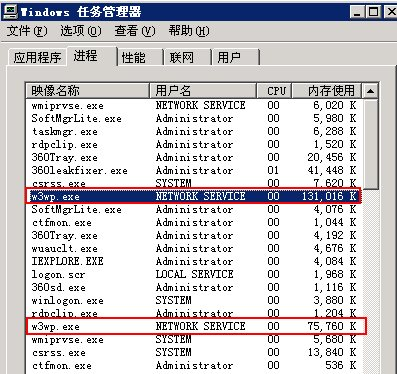 Windows 任务管理器
文件(F) 选项(O) 查看(V) 帮助(H)
应用程序 进程 性能 联网 用户
映像名称 用户名 CPU 内存使用
wmiprvse.exe NETWORK SERVICE 00 6,020 K
SoftMgrLite.exe Administrator 00 5,956 K
taskmgr.exe Administrator 00 6,288 K
rdpclip.exe Administrator 00 1,520 K
360Tray.exe Administrator 00 20,456 K
360leakfixer.exe Administrator 01 41,448 K
csrss.exe SYSTEM 00 7,620 K
w3wp.exe NETWORK SERVICE 00 131,016 K
SoftMgrLite.exe Administrator 00 4,076 K
ctfmon.exe Administrator 00 1,044 K
360Tray.exe Administrator 00 4,192 K
wuauclt.exe Administrator 00 4,676 K
IEXPLORE.EXE Administrator 00 4,084 K
logon.scr LOCAL SERVICE 00 1,968 K
360sd.exe Administrator 00 1,116 K
winlogon.exe SYSTEM 00 3,880 K
rdpclip.exe Administrator 00 1,204 K
w3wp.exe NETWORK SERVICE 00 75,760 K
wmiprvse.exe SYSTEM 00 5,680 K
csrss.exe SYSTEM 00 13,840 K
ctfmon.exe Administrator 00 536 K